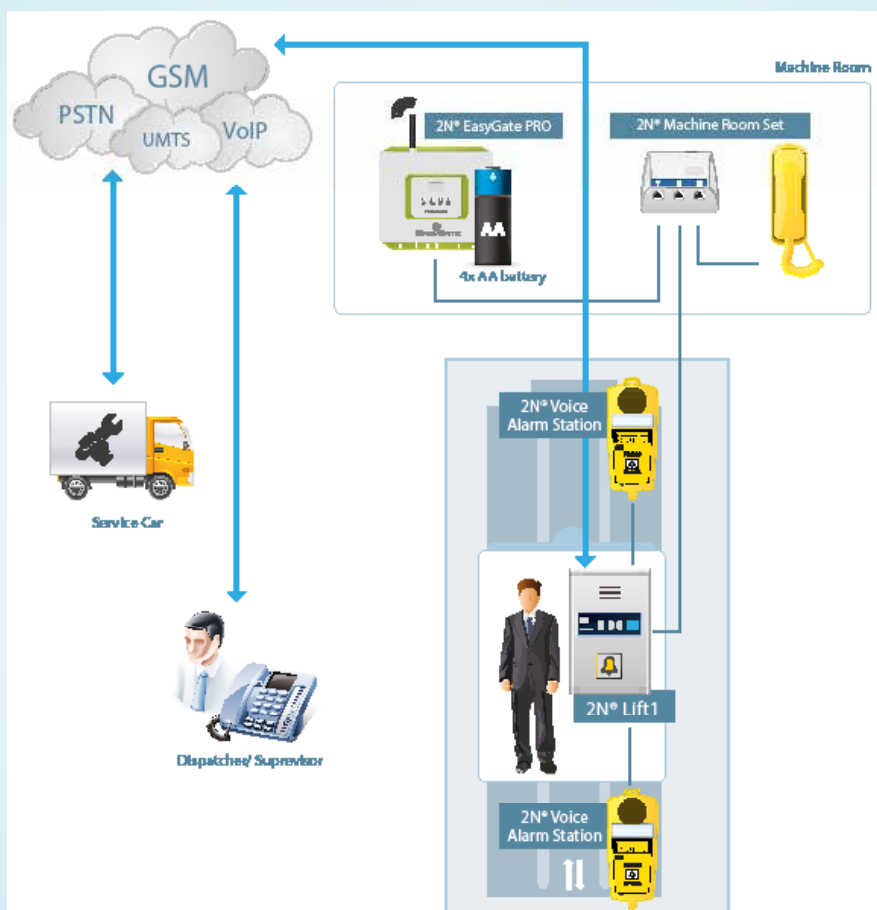 GSM
PSTN
UMTS
VoIP
Machine Room
2N® EasyGate PRO
2N® Machine Room Set
AA
4x AA battery
2N® Voice
Alarm Station
Service Car
2N® Lift1
Dispatcher/ Suprevisor
2N® Voice
Alarm Station